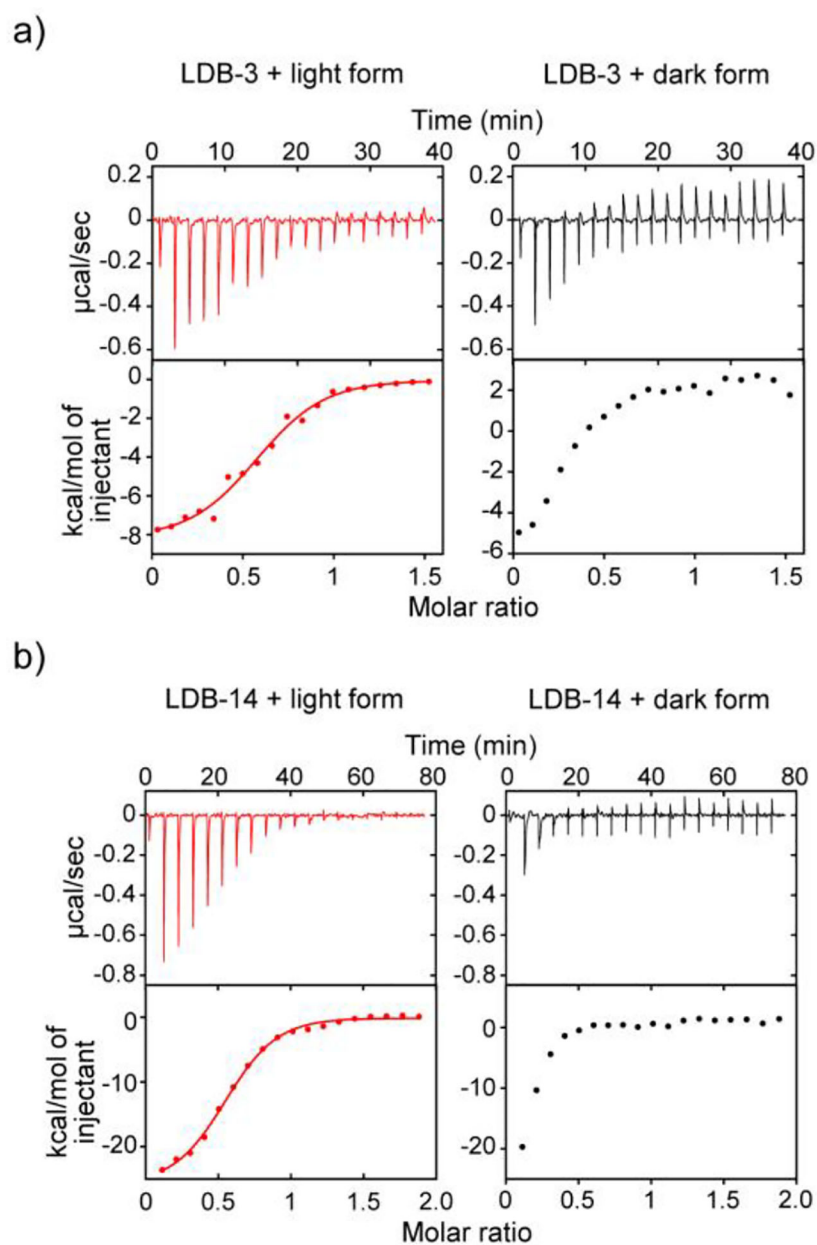 a)
LDB-3 + light form
LDB-3 + dark form
Time (min)
0 10 20 30 40 0 10 20 30 40
0.2
0
-0.2
-0.4
-0.6
µcal/sec
0.2
0
-0.2
-0.4
-0.6
0
-2
-4
-6
-8
kcal/mol of
injectant
2
0
-2
-4
-6
0 0.5 1 1.5 0 0.5 1 1.5
Molar ratio Molar ratio
b)
LDB-14 + light form
LDB-14 + dark form
Time (min)
0 20 40 60 80 0 20 40 60 80
0
-0.2
-0.4
-0.6
-0.8
µcal/sec
0
-0.2
-0.4
-0.6
-0.8
0
-10
-20
kcal/mol of
injectant
0
-10
-20
0 0.5 1 1.5 2.0 0 0.5 1 1.5 2.0
Molar ratio Molar ratio